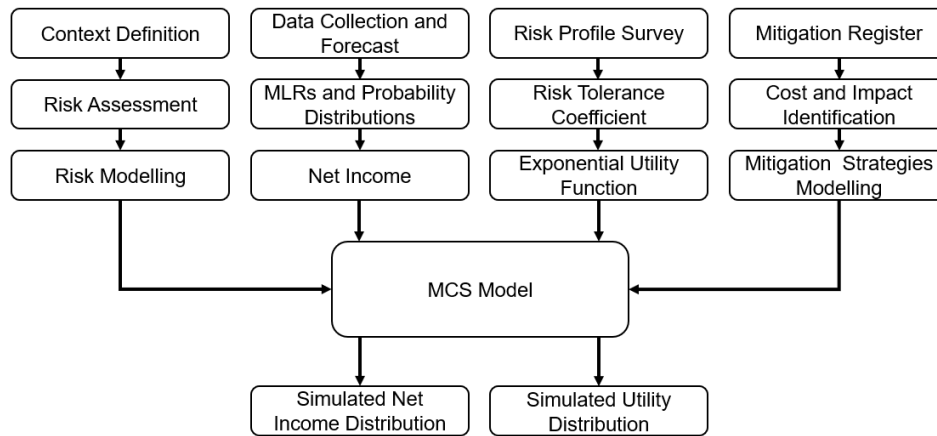 Context Definition
Data Collection and
Forecast
Risk Profile Survey
Mitigation Register
Risk Assessment
MLRs and Probability
Distributions
Risk Tolerance
Coefficient
Cost and Impact
Identification
Risk Modelling
Net Income
Exponential Utility
Function
Mitigation Strategies
Modelling
MCS Model
Simulated Net
Income Distribution
Simulated Utility
Distribution